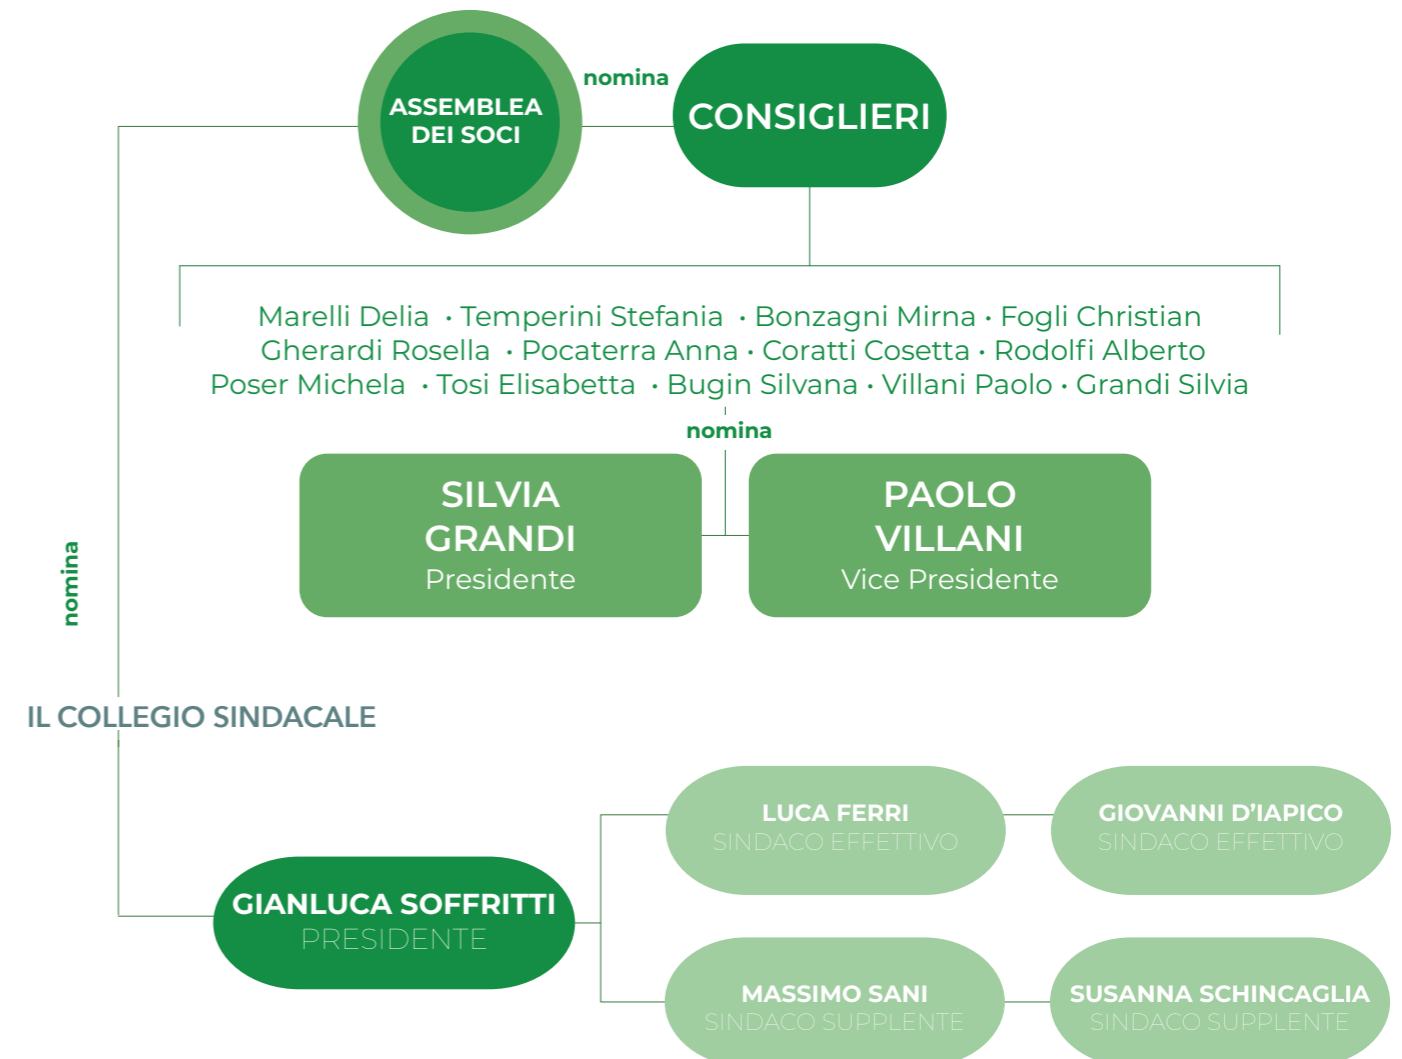 ASSEMBLEA
DEI SOCI
nomina
CONSIGLIERI
Marelli Delia • Temperini Stefania • Bonzagni Mirna • Fogli Christian
Gherardi Rosella • Pocaterra Anna • Coratti Cosetta • Rodolfi Alberto
Poser Michela • Tosi Elisabetta • Bugin Silvana • Villani Paolo • Grandi Silvia
nomina
SILVIA
GRANDI
Presidente
PAOLO
VILLANI
Vice Presidente
nomina
IL COLLEGIO SINDACALE
GIANLUCA SOFFRITTI
PRESIDENTE
LUCA FERRI
SINDACO EFFETTIVO
GIOVANNI D’IAPICO
SINDACO EFFETTIVO
MASSIMO SANI
SINDACO SUPPLENTE
SUSANNA SCHINCAGLIA
SINDACO SUPPLENTE